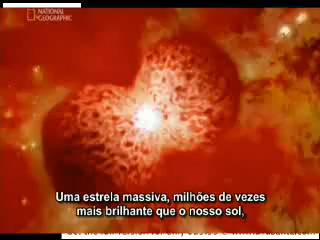 NATIONAL
GEOGRAPHIC
Uma estrela massiva, milhões de vezes
mais brilhante que o nosso sol,